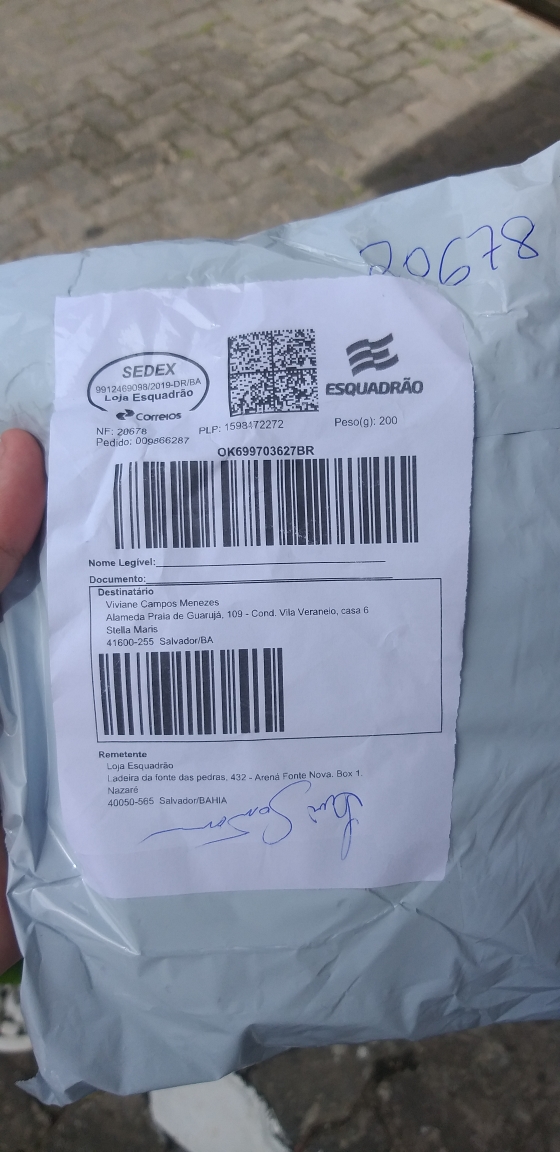 20678
SEDEX
9912469098/2019-DR/BA
Loja Esquadrão
Correios
ESQUADRÃO
NF: 20678
PLP: 1598172272
Peso(g): 200
Pedido: 009866287
OK699703627BR
Nome Legivel:
Documento:
Destinatário
Viviane Campos Menezes
Alameda Praia de Guarujá, 109 - Cond. Vila Veraneio, casa 6
Stella Maris
41600-255 Salvador/BA
Remetente
Loja Esquadrão
Ladeira da fonte das pedras, 432 - Arena Fonte Nova. Box 1.
Nazaré
40050-565 Salvador/BAHIA